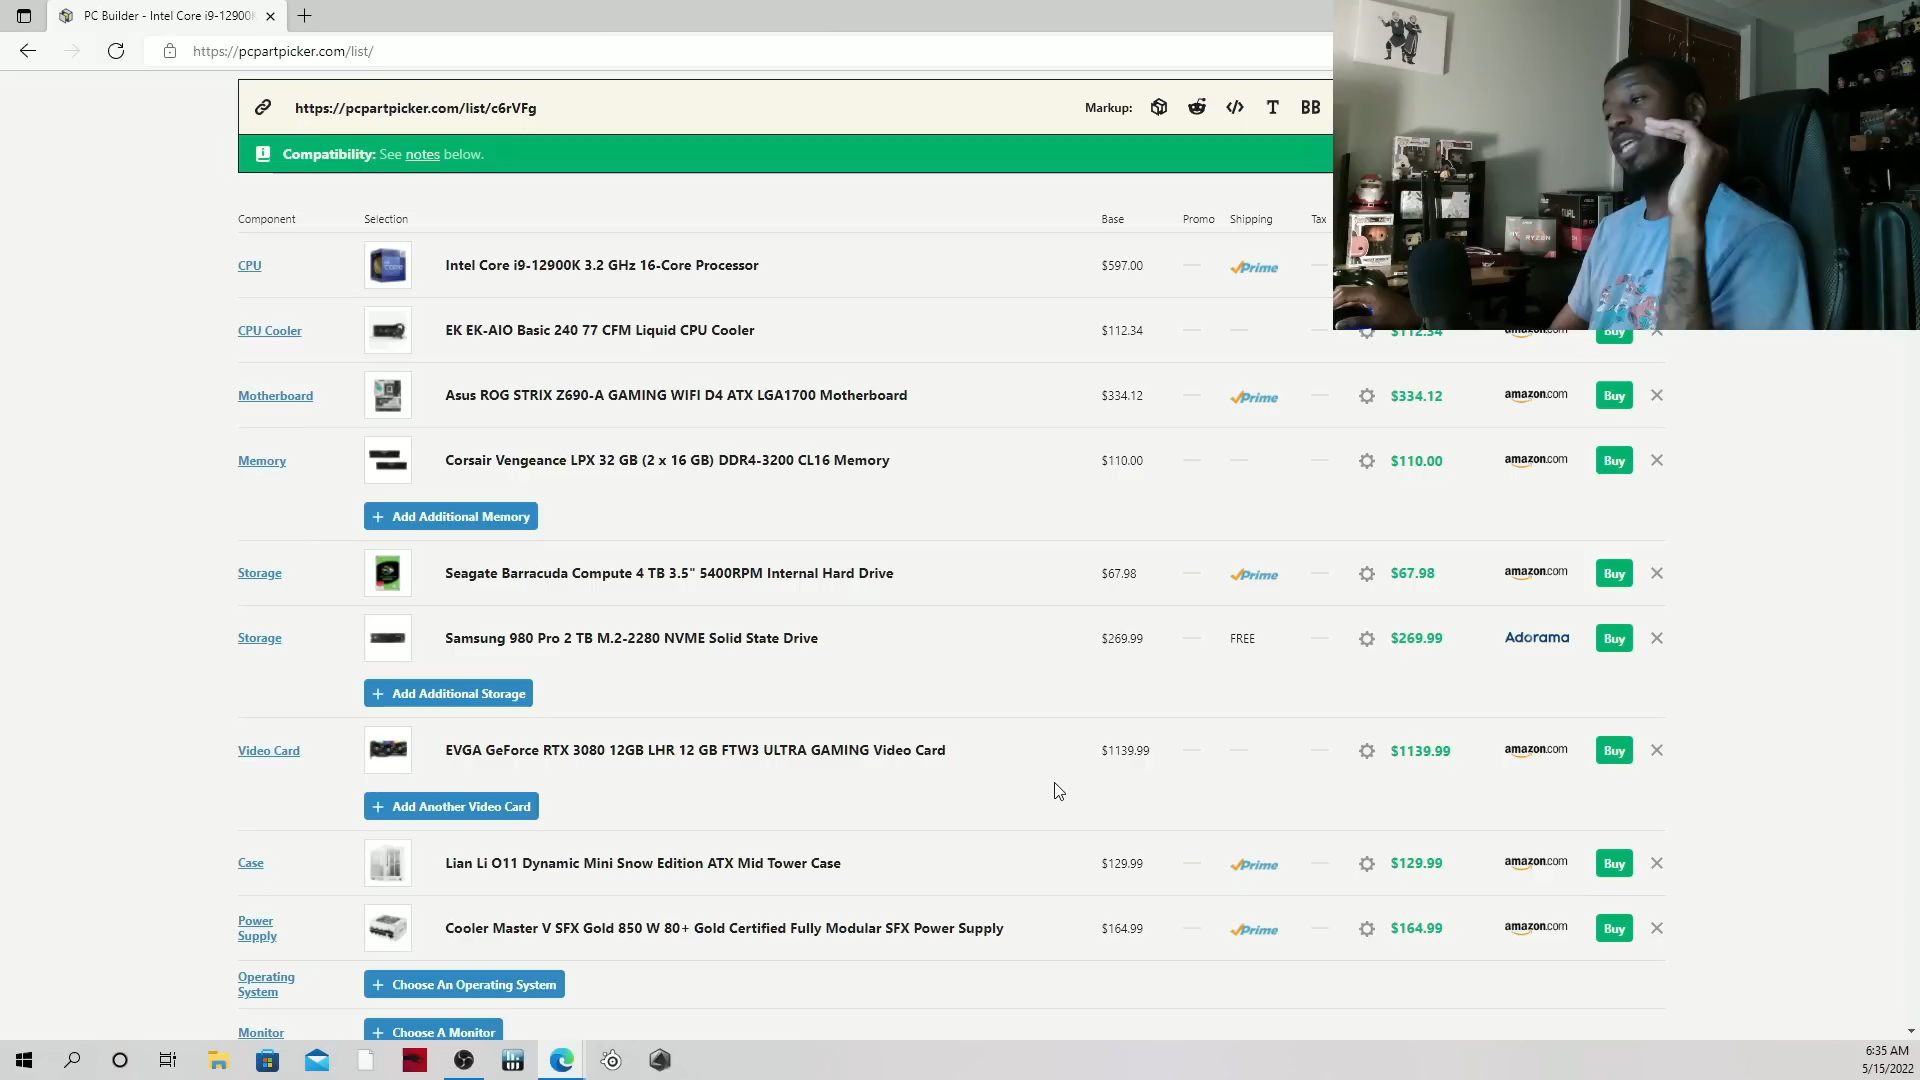 PC Builder - Intel Core i9-12900K
https://pcpartpicker.com/list/
https://pcpartpicker.com/list/c6rVFg
Markup:
T
BB
Compatibility: See notes below.
Component Selection Base Promo Shipping Tax
CPU Intel Core i9-12900K 3.2 GHz 16-Core Processor $597.00 Prime
CPU Cooler EK EK-AIO Basic 240 77 CFM Liquid CPU Cooler $112.34 $112.34 amazon.com Buy
Motherboard Asus ROG STRIX Z690-A GAMING WIFI D4 ATX LGA1700 Motherboard $334.12 Prime $334.12 amazon.com Buy
Memory Corsair Vengeance LPX 32 GB (2 x 16 GB) DDR4-3200 CL16 Memory $110.00 $110.00 amazon.com Buy
Add Additional Memory
Storage Seagate Barracuda Compute 4 TB 3.5" 5400RPM Internal Hard Drive $67.98 Prime $67.98 amazon.com Buy
Storage Samsung 980 Pro 2 TB M.2-2280 NVME Solid State Drive $269.99 FREE $269.99 Adorama Buy
Add Additional Storage
Video Card EVGA GeForce RTX 3080 12GB LHR 12 GB FTW3 ULTRA GAMING Video Card $1139.99 $1139.99 amazon.com Buy
Add Another Video Card
Case Lian Li O11 Dynamic Mini Snow Edition ATX Mid Tower Case $129.99 Prime $129.99 amazon.com Buy
Power Supply Cooler Master V SFX Gold 850 W 80+ Gold Certified Fully Modular SFX Power Supply $164.99 Prime $164.99 amazon.com Buy
Operating System Choose An Operating System
Monitor Choose A Monitor
RYZEN
DUAL
6:35 AM
5/15/2022